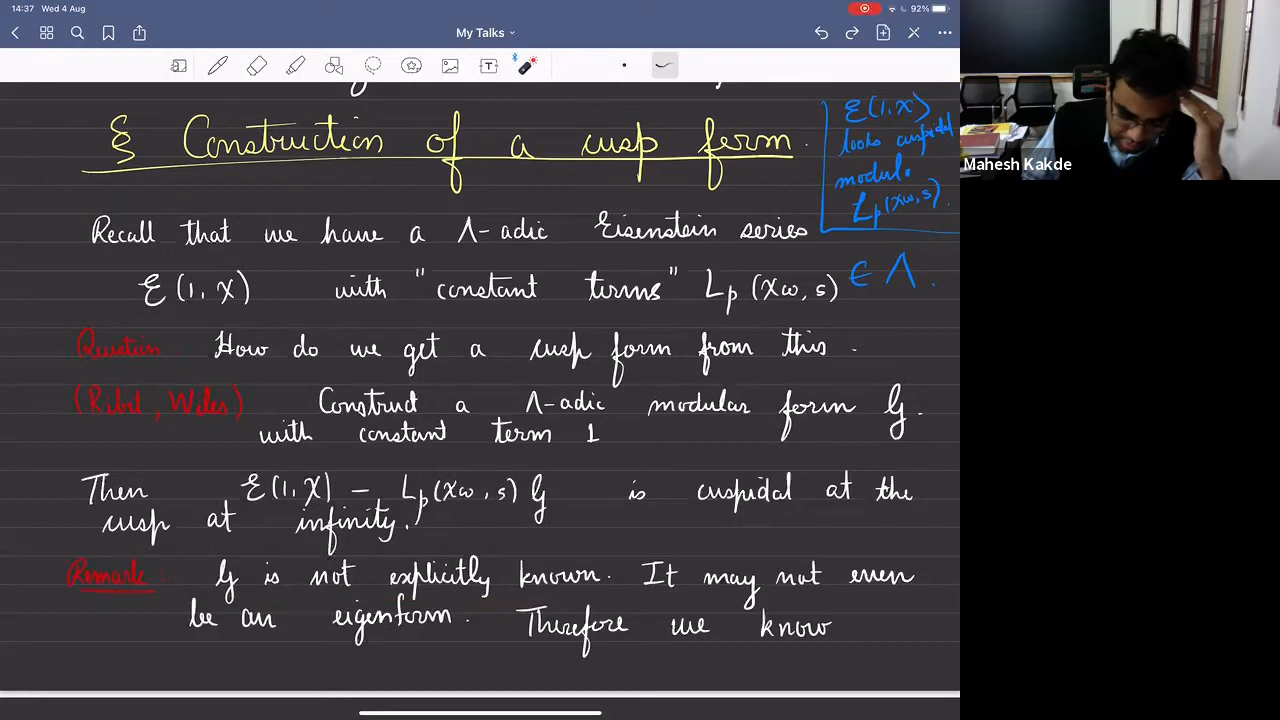 14:37 Wed 4 Aug
92%
My Talks
§ Construction of a cusp form.
ℰ(1,χ)
looks cuspidal
modulo
Lp(χω,s).
Recall that we have a Λ-adic Eisenstein series
ℰ(1,χ) with "constant terms" Lp(χω,s) ∈ Λ.
Question: How do we get a cusp form from this.
(Ribet, Wiles) Construct a Λ-adic modular form G.
with constant term 1
Then ℰ(1,χ) – Lp(χω,s) G is cuspidal at the
cusp at infinity.
Remark: G is not explicitly known. It may not even
be an eigenform. Therefore we know
Mahesh Kakde